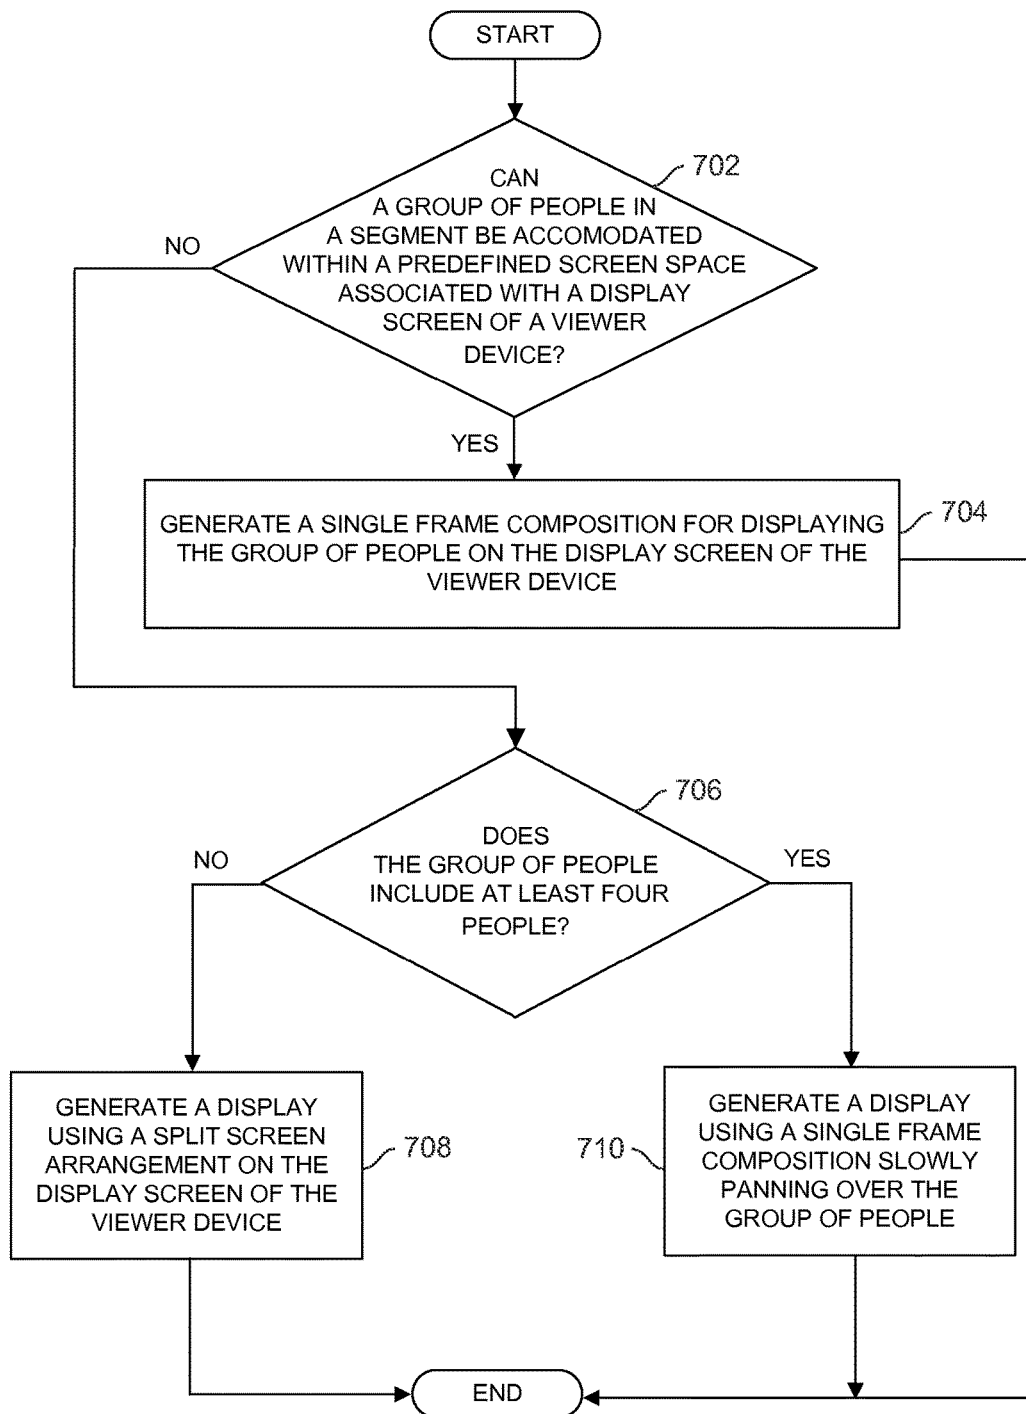 START
702
CAN
A GROUP OF PEOPLE IN
A SEGMENT BE ACCOMODATED
WITHIN A PREDEFINED SCREEN SPACE
ASSOCIATED WITH A DISPLAY
SCREEN OF A VIEWER
DEVICE?
NO
YES
704
GENERATE A SINGLE FRAME COMPOSITION FOR DISPLAYING
THE GROUP OF PEOPLE ON THE DISPLAY SCREEN OF THE
VIEWER DEVICE
706
DOES
THE GROUP OF PEOPLE
INCLUDE AT LEAST FOUR
PEOPLE?
NO
YES
GENERATE A DISPLAY
USING A SPLIT SCREEN
ARRANGEMENT ON THE
DISPLAY SCREEN OF THE
VIEWER DEVICE
708
710
GENERATE A DISPLAY
USING A SINGLE FRAME
COMPOSITION SLOWLY
PANNING OVER THE
GROUP OF PEOPLE
END